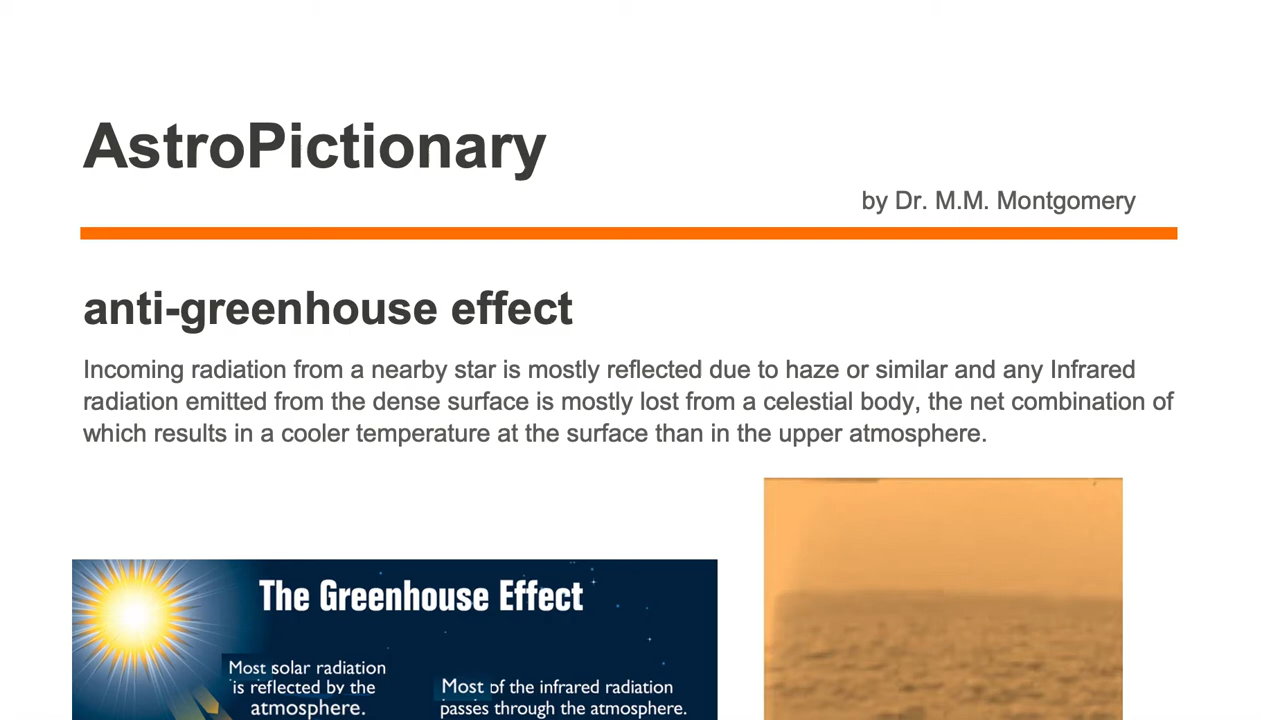 AstroPictionary
by Dr. M.M. Montgomery
anti-greenhouse effect
Incoming radiation from a nearby star is mostly reflected due to haze or similar and any Infrared
radiation emitted from the dense surface is mostly lost from a celestial body, the net combination of
which results in a cooler temperature at the surface than in the upper atmosphere.
The Greenhouse Effect
Most solar radiation
is reflected by the
atmosphere.
Most of the infrared radiation
passes through the atmosphere.